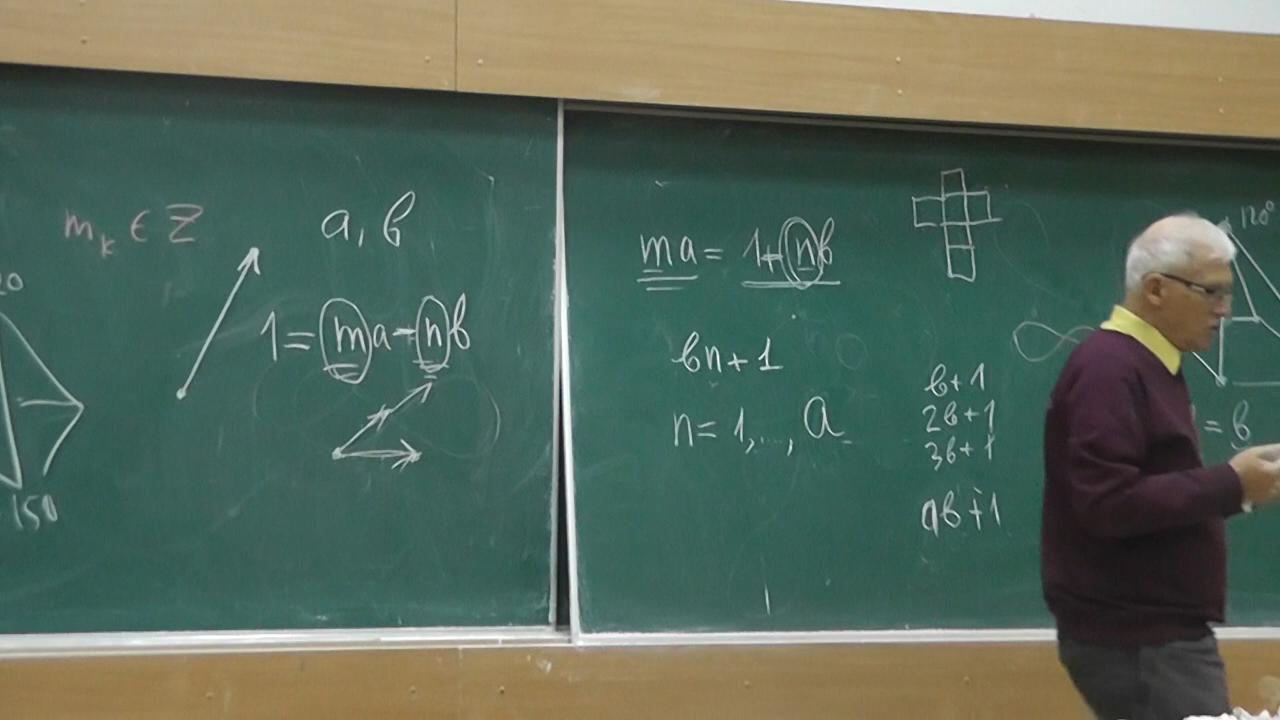 m_k ∈ Z
a, b
1 = ma - nb
150
ma = 1 + nb
bn + 1
n = 1, ..., a
b + 1
2b + 1
3b + 1
ab + 1
120°
= b